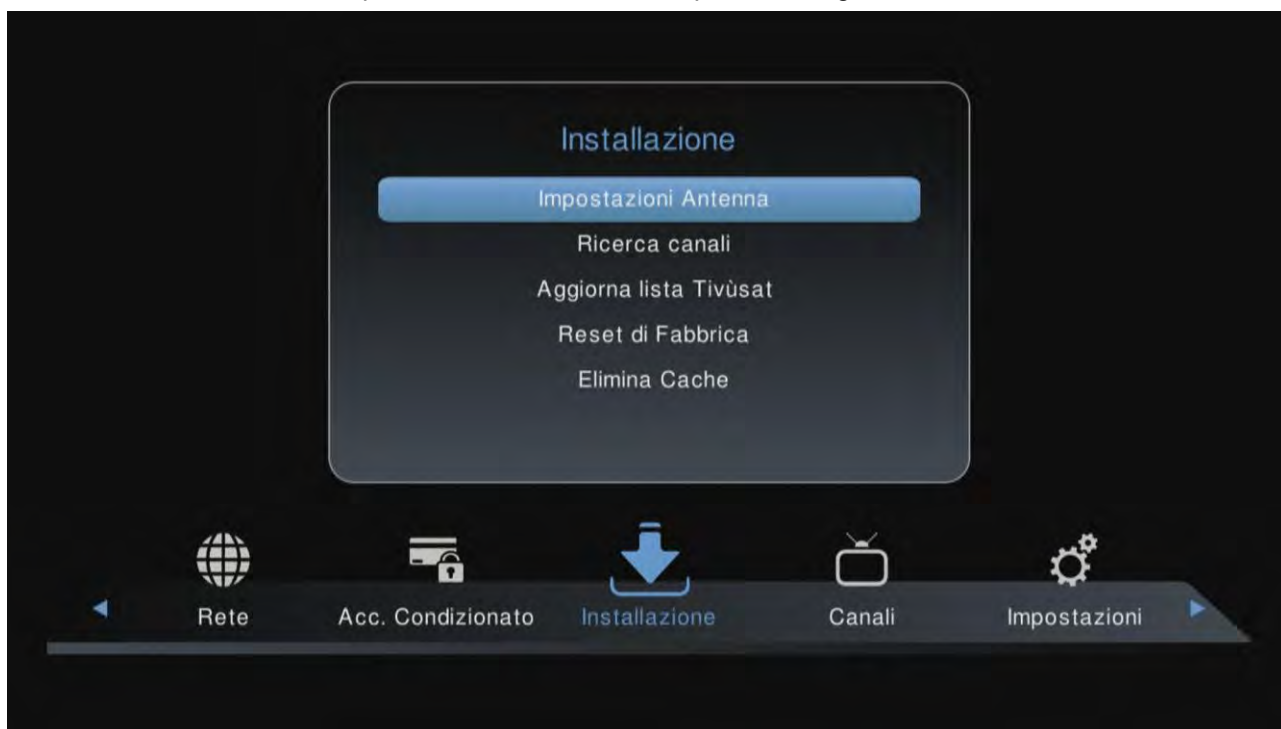 Installazione
Impostazioni Antenna
Ricerca canali
Aggiorna lista Tivùsat
Reset di Fabbrica
Elimina Cache
Rete Acc. Condizionato Installazione Canali Impostazioni